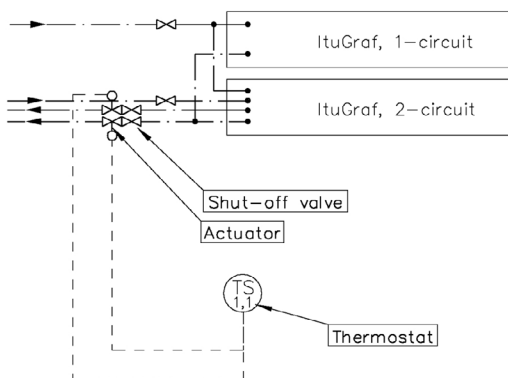 ItuGraf, 1-circuit
ItuGraf, 2-circuit
Shut-off valve
Actuator
TS
1,1
Thermostat